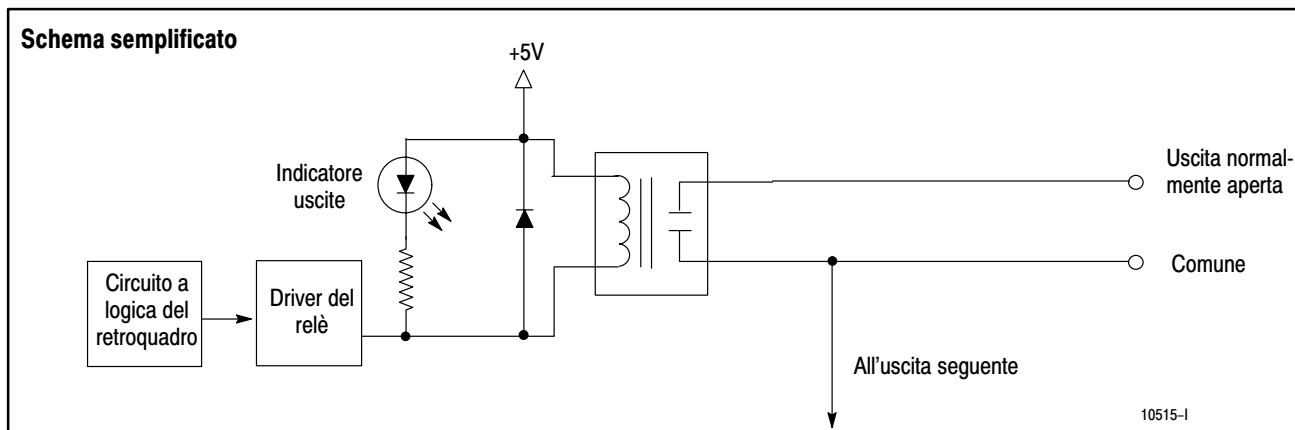 Schema semplificato
+5V
Indicatore
uscite
Uscita normal-
mente aperta
Comune
Circuito a
logica del
retroquadro
Driver del
relè
All'uscita seguente
10515-I